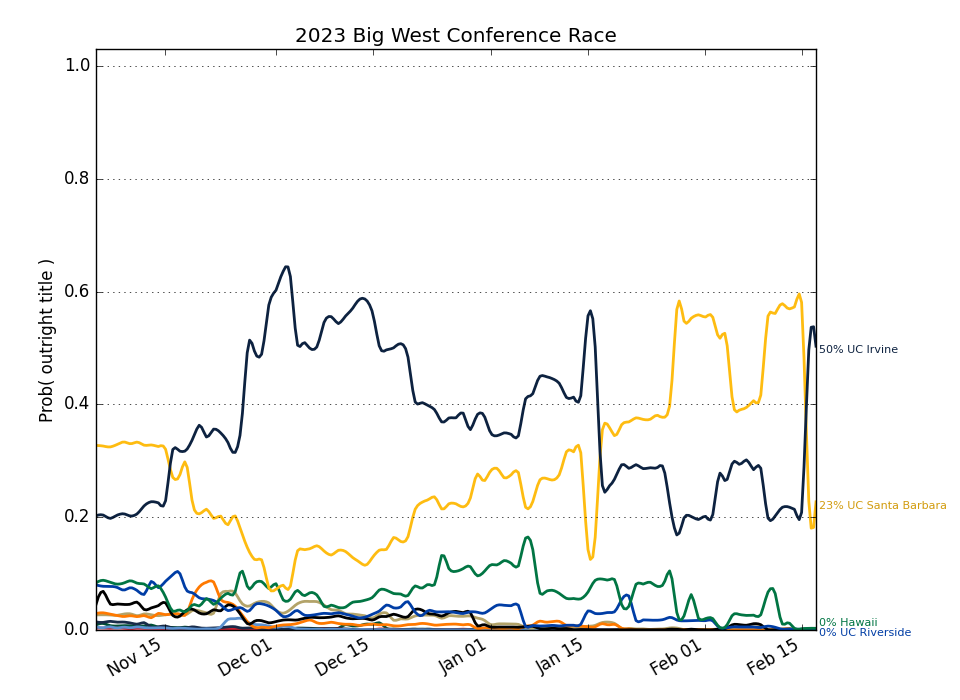 2023 Big West Conference Race
Prob( outright title )
1.0
0.8
0.6
0.4
0.2
0.0
50% UC Irvine
23% UC Santa Barbara
0% Hawaii
0% UC Riverside
Nov 15
Dec 01
Dec 15
Jan 01
Jan 15
Feb 01
Feb 15